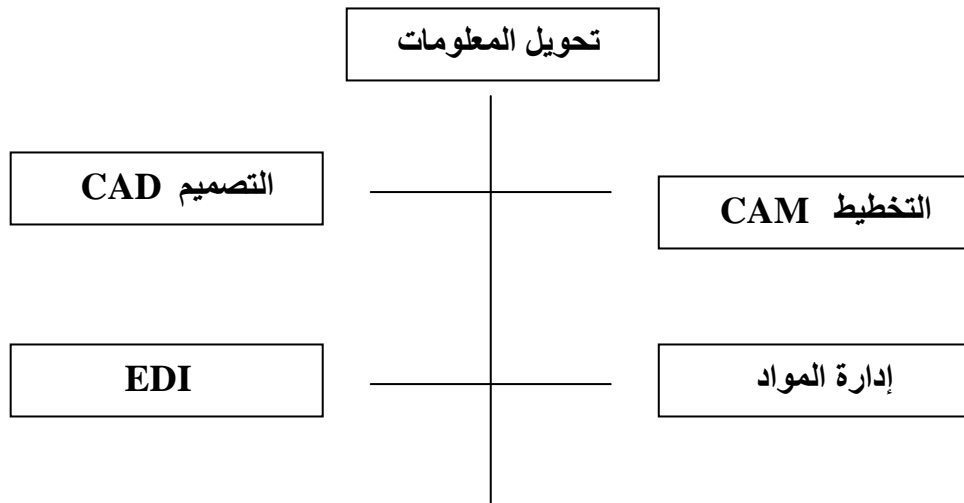 تحويل المعلومات
التصميم CAD
التخطيط CAM
EDI
إدارة المواد